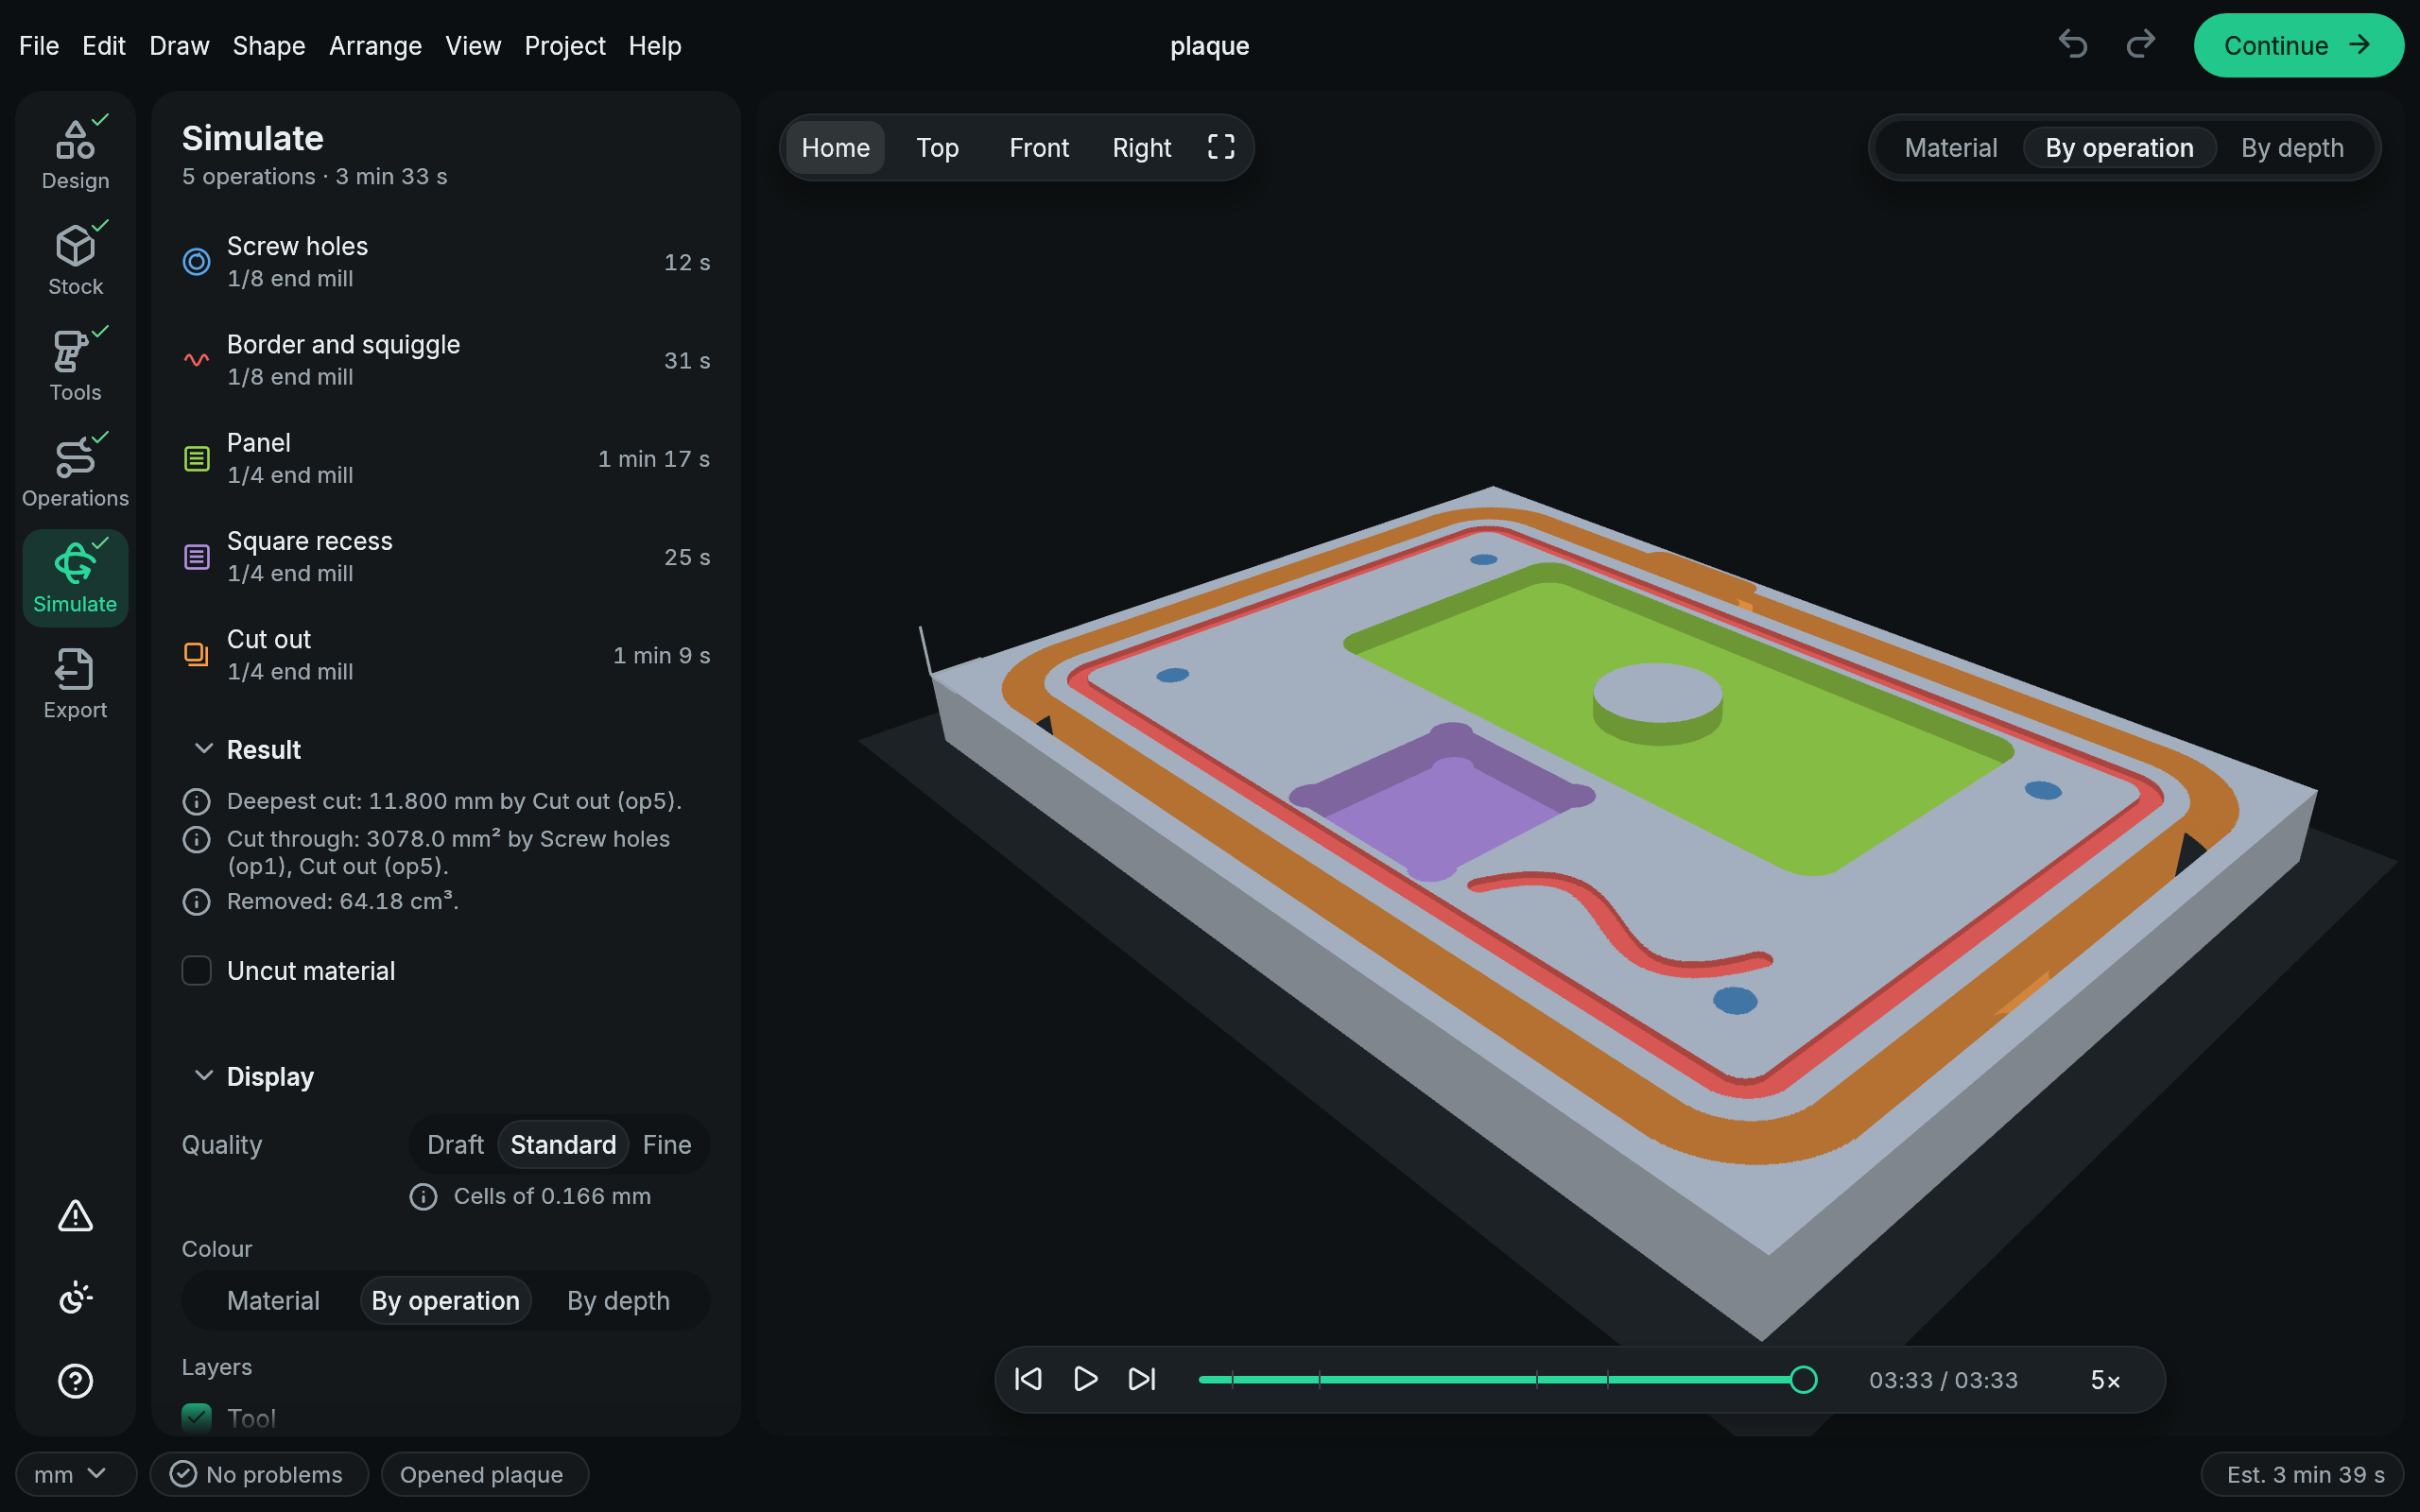 File Edit Draw Shape Arrange View Project Help
plaque
Continue
Design
Stock
Tools
Operations
Simulate
Export
Simulate
5 operations · 3 min 33 s
Screw holes
1/8 end mill
12 s
Border and squiggle
1/8 end mill
31 s
Panel
1/4 end mill
1 min 17 s
Square recess
1/4 end mill
25 s
Cut out
1/4 end mill
1 min 9 s
Result
Deepest cut: 11.800 mm by Cut out (op5).
Cut through: 3078.0 mm² by Screw holes
(op1), Cut out (op5).
Removed: 64.18 cm³.
Uncut material
Display
Quality
Draft Standard Fine
Cells of 0.166 mm
Colour
Material By operation By depth
Layers
Tool
Home Top Front Right
Material By operation By depth
03:33 / 03:33
5×
mm
No problems
Opened plaque
Est. 3 min 39 s